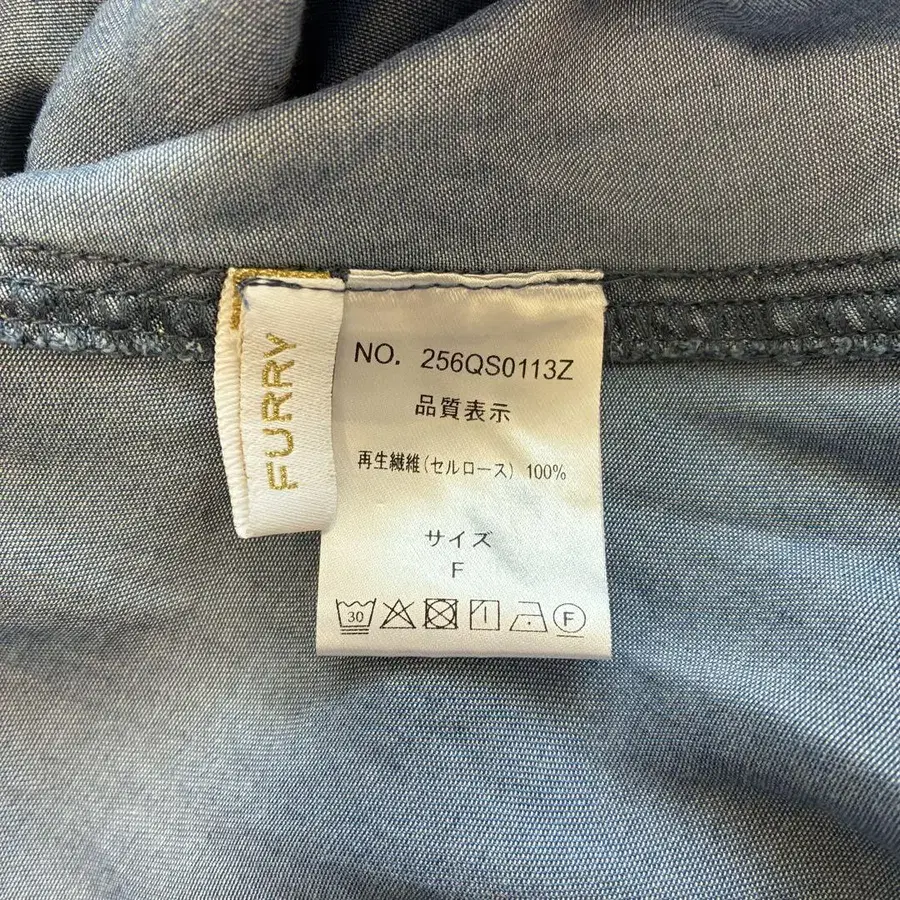 FURRY
NO. 256QS0113Z
品質表示
再生繊維(セルロース) 100%
サイズ
F
30
F